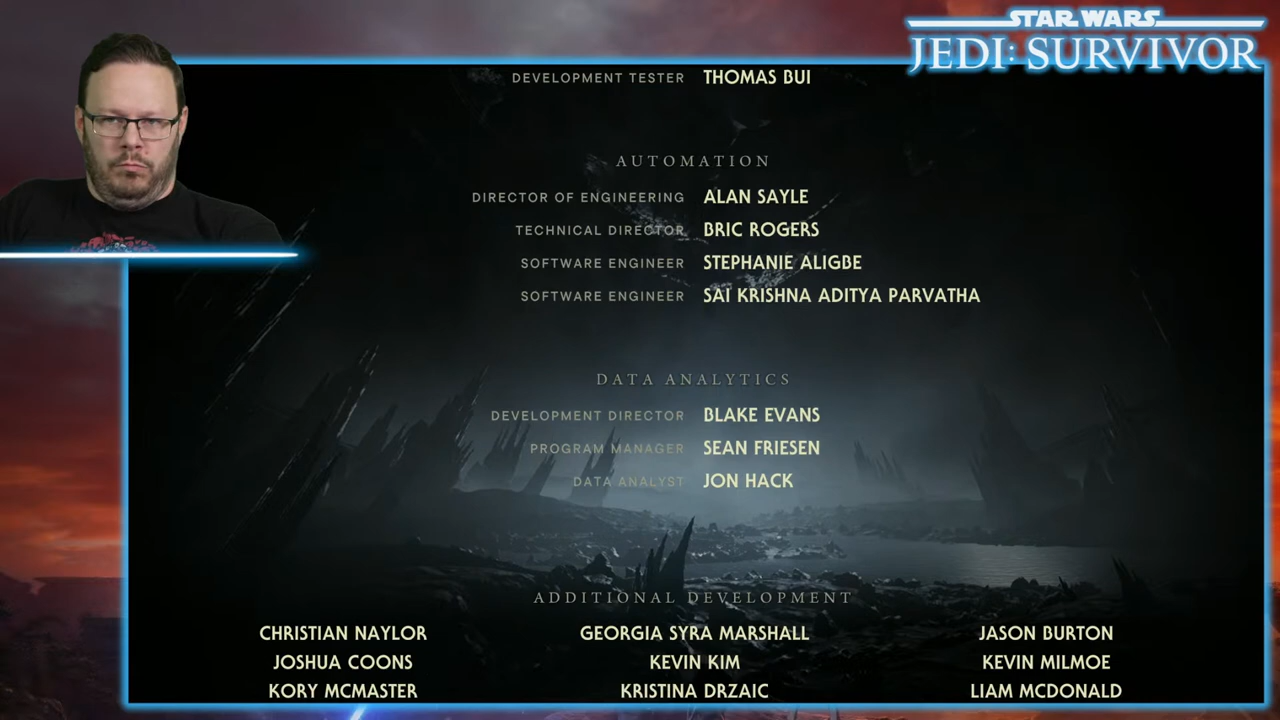 STAR WARS
JEDI: SURVIVOR
DEVELOPMENT TESTER THOMAS BUI
AUTOMATION
DIRECTOR OF ENGINEERING ALAN SAYLE
TECHNICAL DIRECTOR BRIC ROGERS
SOFTWARE ENGINEER STEPHANIE ALIGBE
SOFTWARE ENGINEER SAI KRISHNA ADITYA PARVATHA
DATA ANALYTICS
DEVELOPMENT DIRECTOR BLAKE EVANS
PROGRAM MANAGER SEAN FRIESEN
DATA ANALYST JON HACK
ADDITIONAL DEVELOPMENT
CHRISTIAN NAYLOR GEORGIA SYRA MARSHALL JASON BURTON
JOSHUA COONS KEVIN KIM KEVIN MILMOE
KORY MCMASTER KRISTINA DRZAIC LIAM MCDONALD